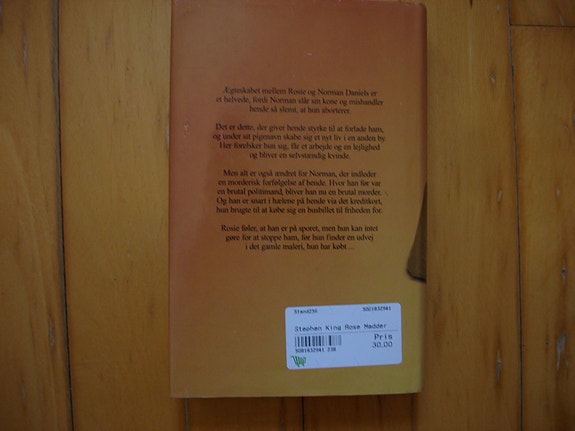 Ægteskabet mellem Rosie og Norman Daniels er
et helvede, fordi Norman slår sin kone og mishandler
hende så slemt, at hun aborterer.
Det er dette, der giver hende styrke til at forlade ham,
og under sit pigenavn skabe sig et nyt liv i en anden by.
Her forelsker hun sig, får et arbejde og en lejlighed
og bliver en selvstændig kvinde.
Men alt er også ændret for Norman, der indleder
en morderisk forfølgelse af hende. Hvor han før var
en brutal politimand, bliver han nu en brutal morder.
Og han er snart i hælene på hende via det kreditkort,
hun brugte til at købe sig en busbillet til friheden for.
Rosie føler, at han er på sporet, men hun kan intet
gøre for at stoppe ham, før hun finder en udvej
i det gamle maleri, hun har købt ...
Stand238 SG01832941
Stephen King Rose Madder
Pris
30.00
SG01832941 238